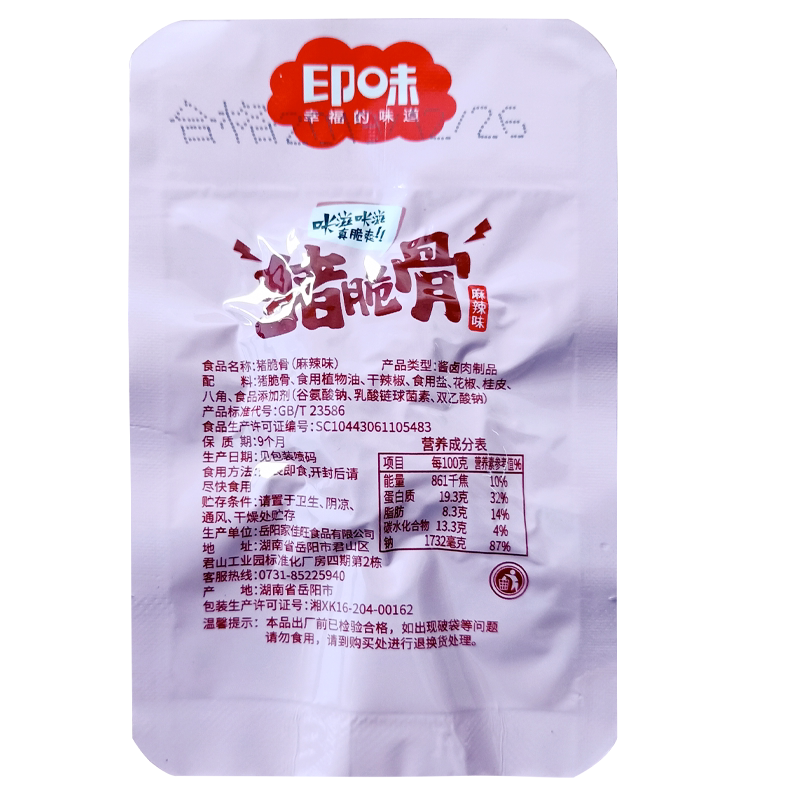 印味
幸福的味道
合格20 /26
咪滋咪滋
真脆爽!!
猪脆骨
麻辣味
食品名称:猪脆骨(麻辣味) 产品类型:酱卤肉制品
配 料:猪脆骨、食用植物油、干辣椒、食用盐、花椒、桂皮、
八角、食品添加剂(谷氨酸钠、乳酸链球菌素、双乙酸钠)
产品标准代号:GB/T 23586
食品生产许可证编号:SC10443061105483
保 质 期:9个月
生产日期:见包装喷码
食用方法: 即食,开封后请
尽快食用
贮存条件:请置于卫生、阴凉、
通风、干燥处贮存
生产单位:岳阳家佳旺食品有限公司
地 址:湖南省岳阳市君山区
君山工业园标准化厂房四期第2栋
客服热线:0731-85225940
产 地:湖南省岳阳市
包装生产许可证号:湘XK16-204-00162
温馨提示:本品出厂前已检验合格，如出现破袋等问题
请勿食用，请到购买处进行退换货处理。
营养成分表
项目 每100克 营养素参考值%
能量 861千焦 10%
蛋白质 19.3克 32%
脂肪 8.3克 14%
碳水化合物 13.3克 4%
钠 1732毫克 87%